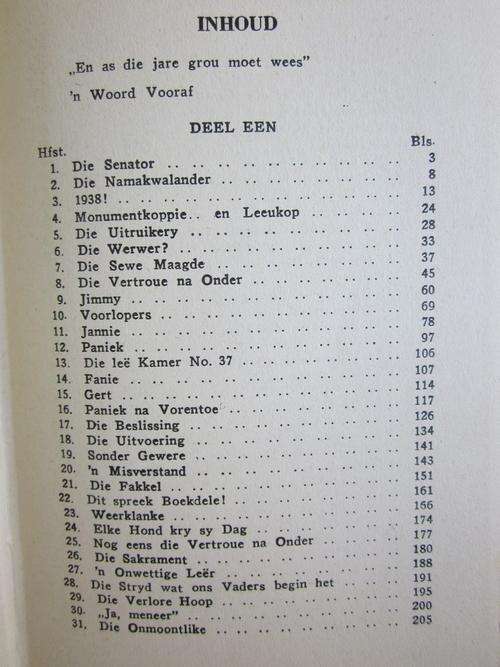 INHOUD
„En as die jare grou moet wees”
'n Woord Vooraf
DEEL EEN
Hfst. Bls.
1. Die Senator .. .. .. .. .. .. .. .. .. 3
2. Die Namakwalander .. .. .. .. .. .. .. 8
3. 1938! .. .. .. .. .. .. .. .. .. .. .. 13
4. Monumentkoppie.. en Leeukop .. .. .. .. 24
5. Die Uitruikery .. .. .. .. .. .. .. .. 28
6. Die Werwer? .. .. .. .. .. .. .. .. .. 33
7. Die Sewe Maagde .. .. .. .. .. .. .. 37
8. Die Vertroue na Onder .. .. .. .. .. .. 45
9. Jimmy .. .. .. .. .. .. .. .. .. .. 60
10. Voorlopers .. .. .. .. .. .. .. .. .. 69
11. Jannie .. .. .. .. .. .. .. .. .. .. 78
12. Paniek .. .. .. .. .. .. .. .. .. .. 97
13. Die leë Kamer No. 37 .. .. .. .. .. .. 106
14. Fanie .. .. .. .. .. .. .. .. .. .. 107
15. Gert .. .. .. .. .. .. .. .. .. .. 114
16. Paniek na Vorentoe .. .. .. .. .. .. 117
17. Die Beslissing .. .. .. .. .. .. .. .. 126
18. Die Uitvoering .. .. .. .. .. .. .. .. 134
19. Sonder Gewere .. .. .. .. .. .. .. .. 141
20. 'n Misverstand .. .. .. .. .. .. .. .. 143
21. Die Fakkel .. .. .. .. .. .. .. .. .. 151
22. Dit spreek Boekdele! .. .. .. .. .. .. 161
23. Weerklanke .. .. .. .. .. .. .. .. .. 166
24. Elke Hond kry sy Dag .. .. .. .. .. .. 174
25. Nog eens die Vertroue na Onder .. .. .. 177
26. Die Sakrament .. .. .. .. .. .. .. .. 180
27. 'n Onwettige Leër .. .. .. .. .. .. .. 188
28. Die Stryd wat ons Vaders begin het .. .. .. 191
29. Die Verlore Hoop .. .. .. .. .. .. .. 195
30. „Ja, meneer” .. .. .. .. .. .. .. .. 200
31. Die Onmoontlike .. .. .. .. .. .. .. 205